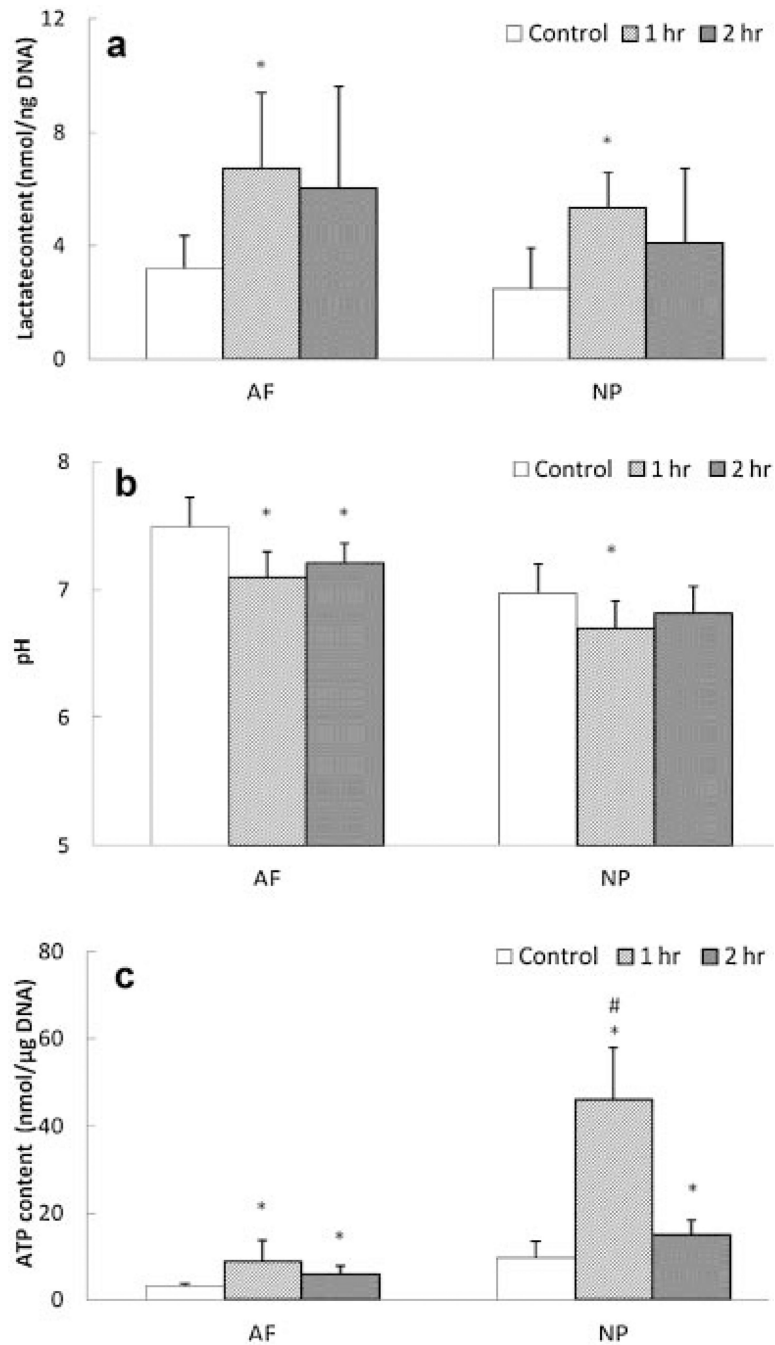 12
a
Control 1 hr 2 hr
*
*
8
4
0
Lactatecontent (nmol/ng DNA)
AF NP
8
b
Control 1 hr 2 hr
* *
*
7
6
5
pH
AF NP
80
c
Control 1 hr 2 hr
#
*
60
40
20
* *
*
0
ATP content (nmol/µg DNA)
AF NP